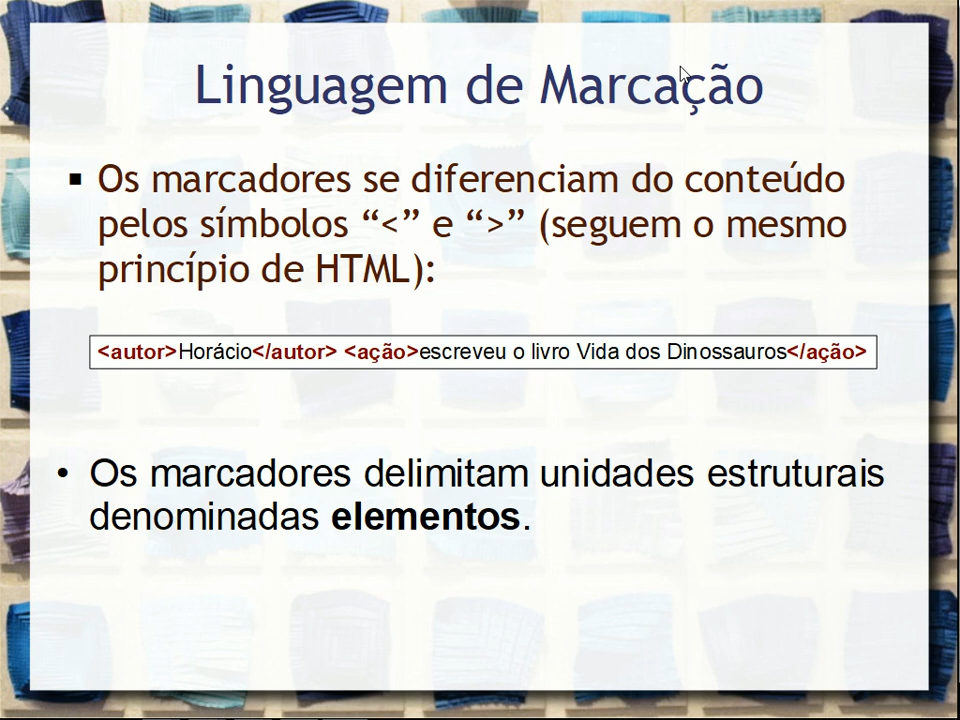 Linguagem de Marcação
▪ Os marcadores se diferenciam do conteúdo
pelos símbolos “<” e “>” (seguem o mesmo
princípio de HTML):
<autor>Horácio</autor> <ação>escreveu o livro Vida dos Dinossauros</ação>
• Os marcadores delimitam unidades estruturais
denominadas elementos.